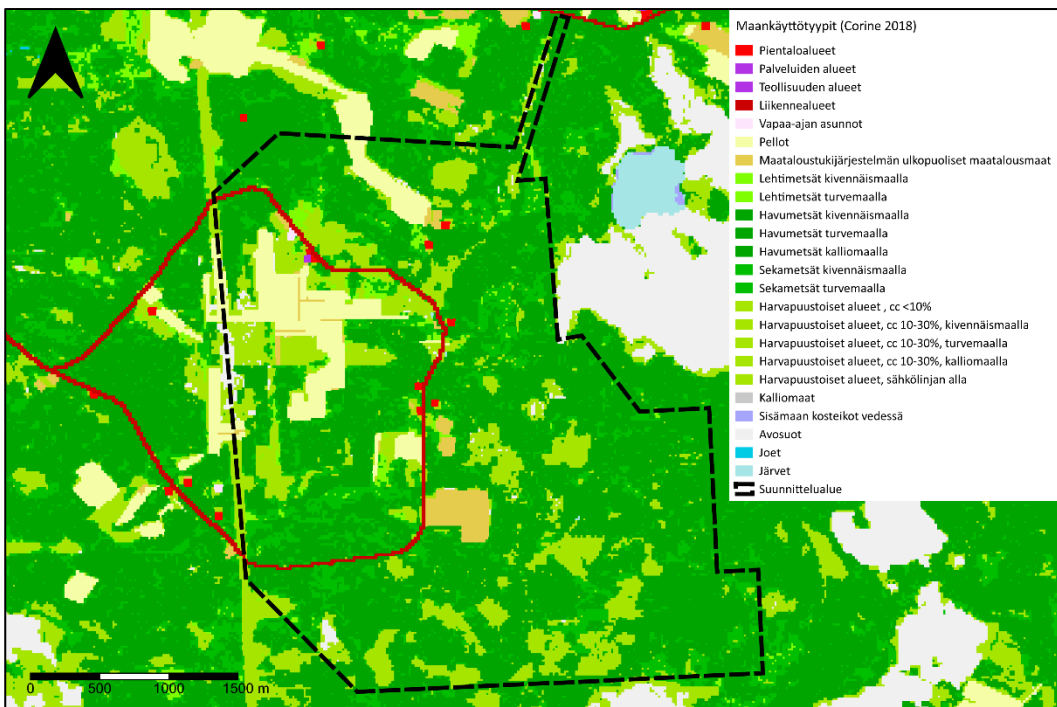 Maankäyttötyypit (Corine 2018)
Pientaloalueet
Palveluiden alueet
Teollisuuden alueet
Liikennealueet
Vapaa-ajan asunnot
Pellot
Maataloustukijärjestelmän ulkopuoliset maatalousmaat
Lehtimetsät kivennäismaalla
Lehtimetsät turvemaalla
Havumetsät kivennäismaalla
Havumetsät turvemaalla
Havumetsät kalliomaalla
Sekametsät kivennäismaalla
Sekametsät turvemaalla
Harvapuustoiset alueet , cc <10%
Harvapuustoiset alueet, cc 10-30%, kivennäismaalla
Harvapuustoiset alueet, cc 10-30%, turvemaalla
Harvapuustoiset alueet, cc 10-30%, kalliomaalla
Harvapuustoiset alueet, sähkölinjan alla
Kalliomaat
Sisämaan kosteikot vedessä
Avosuot
Joet
Järvet
Suunnittelualue
0 500 1000 1500 m